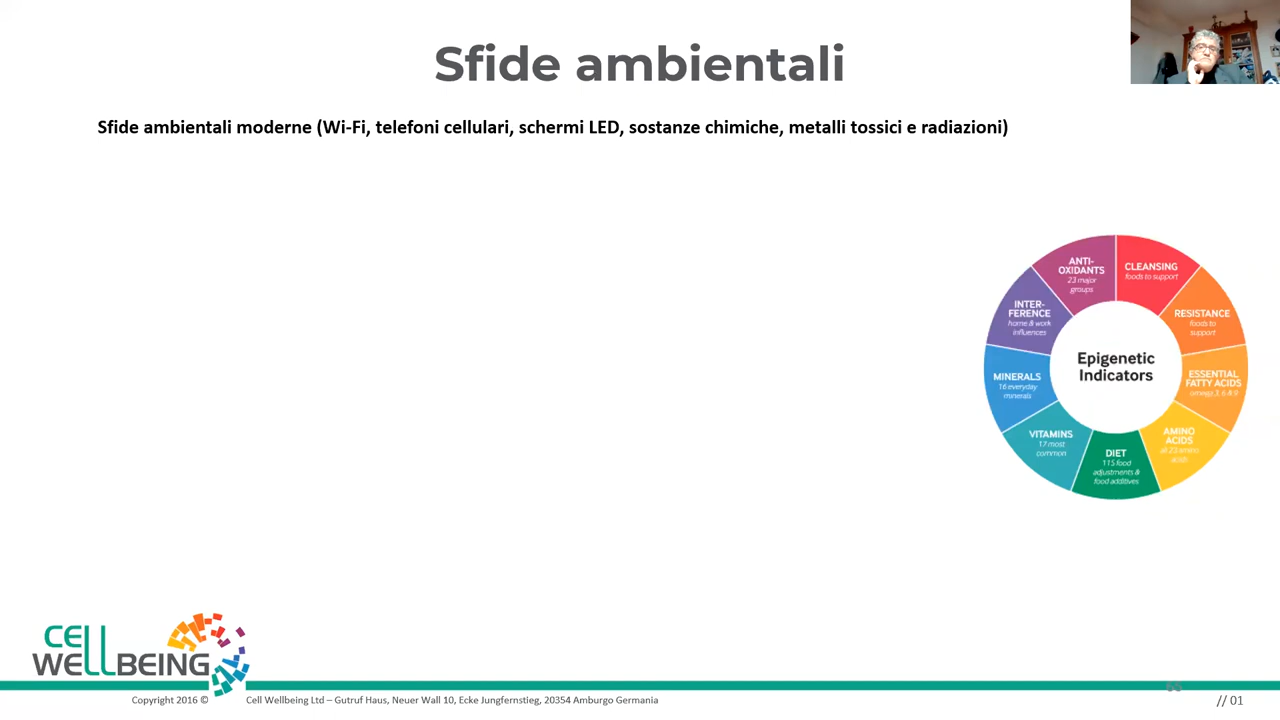 Sfide ambientali
Sfide ambientali moderne (Wi-Fi, telefoni cellulari, schermi LED, sostanze chimiche, metalli tossici e radiazioni)
ANTI-
OXIDANTS
23 major
groups
CLEANSING
foods to support
RESISTANCE
foods to
support
ESSENTIAL
FATTY ACIDS
omega 3, 6 & 9
AMINO
ACIDS
all 23 amino
acids
DIET
115 food
adjustments &
food additives
VITAMINS
17 most
common
MINERALS
16 everyday
minerals
INTER-
FERENCE
home & work
influences
Epigenetic
Indicators
CELL
WELLBEING
Copyright 2016 © Cell Wellbeing Ltd – Gutruf Haus, Neuer Wall 10, Ecke Jungfernstieg, 20354 Amburgo Germania
// 01